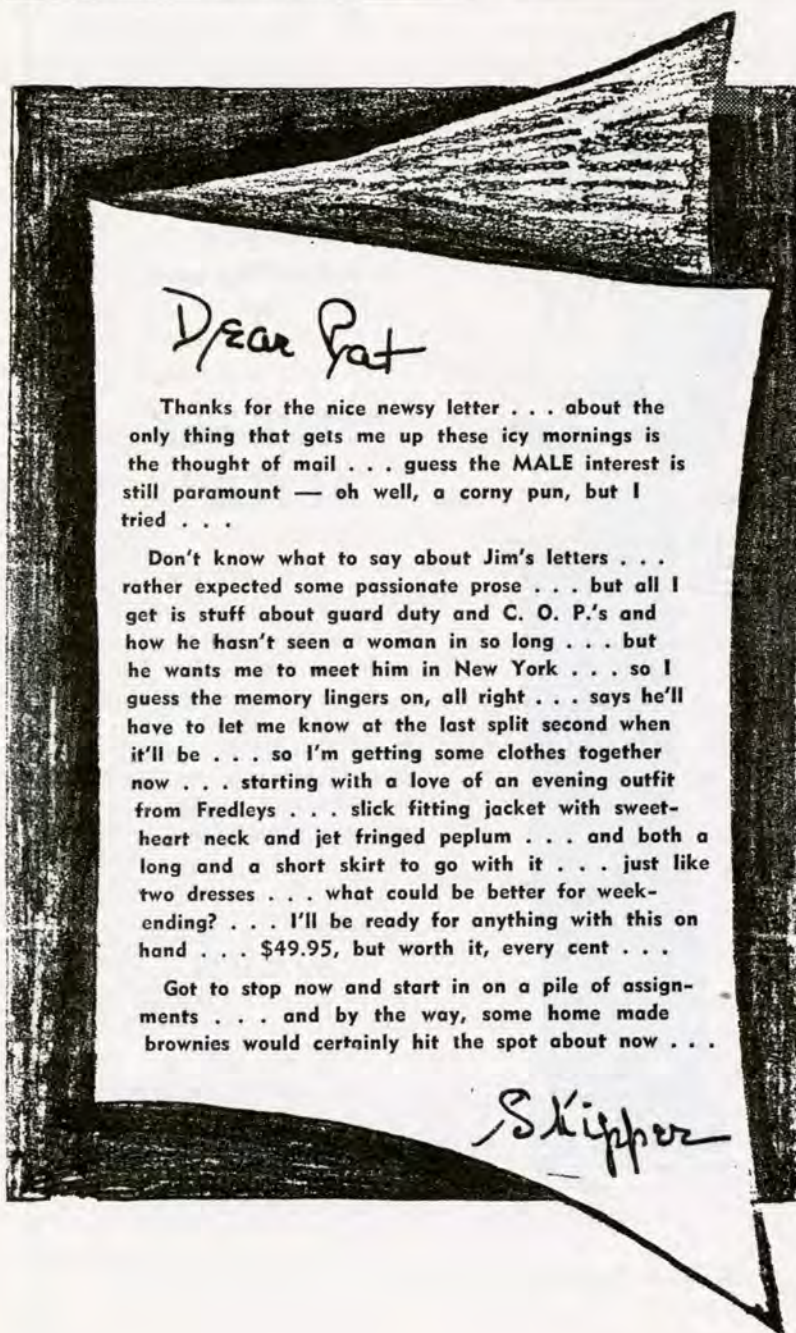 Dear Pat
Thanks for the nice newsy letter . . . about the
only thing that gets me up these icy mornings is
the thought of mail . . . guess the MALE interest is
still paramount — oh well, a corny pun, but I
tried . . .
Don't know what to say about Jim's letters . . .
rather expected some passionate prose . . . but all I
get is stuff about guard duty and C. O. P.'s and
how he hasn't seen a woman in so long . . . but
he wants me to meet him in New York . . . so I
guess the memory lingers on, all right . . . says he'll
have to let me know at the last split second when
it'll be . . . so I'm getting some clothes together
now . . . starting with a love of an evening outfit
from Fredleys . . . slick fitting jacket with sweet-
heart neck and jet fringed peplum . . . and both a
long and a short skirt to go with it . . . just like
two dresses . . . what could be better for week-
ending? . . . I'll be ready for anything with this on
hand . . . $49.95, but worth it, every cent . . .
Got to stop now and start in on a pile of assign-
ments . . . and by the way, some home made
brownies would certainly hit the spot about now . . .
Skipper